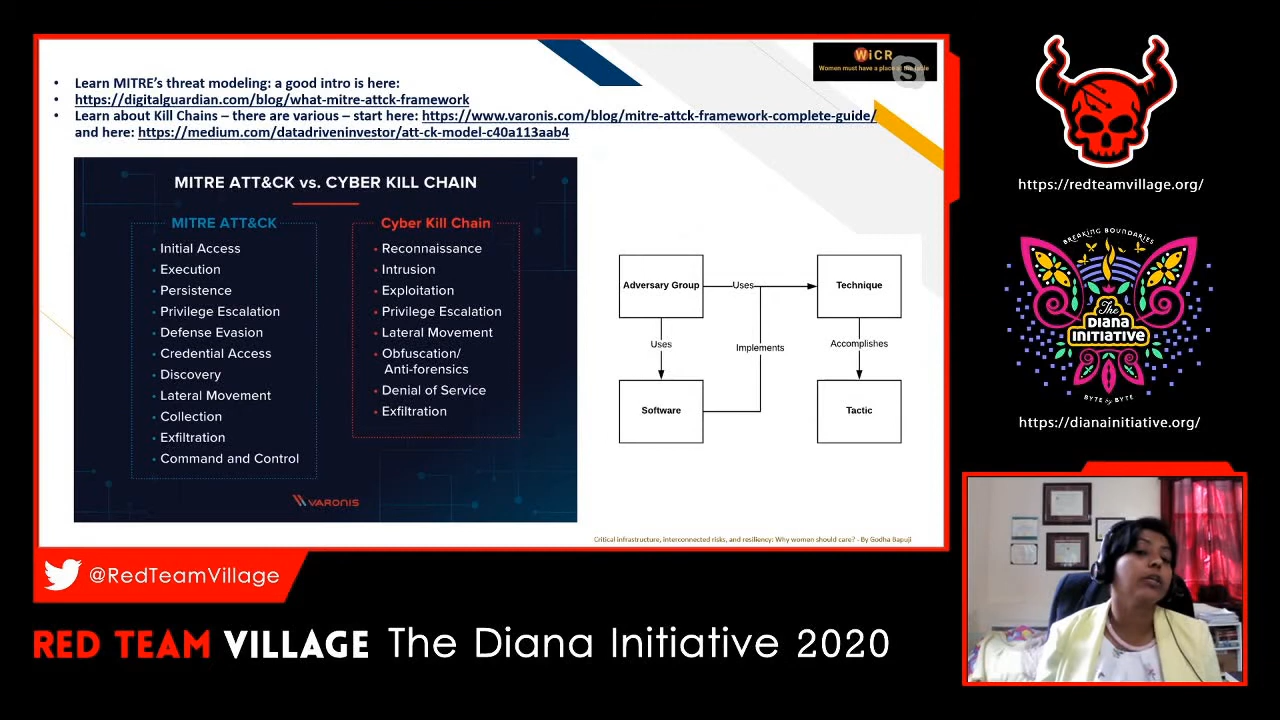 WiCR
Women must have a place at the table
• Learn MITRE's threat modeling: a good intro is here:
• https://digitalguardian.com/blog/what-mitre-attck-framework
• Learn about Kill Chains – there are various – start here: https://www.varonis.com/blog/mitre-attck-framework-complete-guide/
and here: https://medium.com/datadriveninvestor/att-ck-model-c40a113aab4
MITRE ATT&CK vs. CYBER KILL CHAIN
MITRE ATT&CK
• Initial Access
• Execution
• Persistence
• Privilege Escalation
• Defense Evasion
• Credential Access
• Discovery
• Lateral Movement
• Collection
• Exfiltration
• Command and Control
Cyber Kill Chain
• Reconnaissance
• Intrusion
• Exploitation
• Privilege Escalation
• Lateral Movement
• Obfuscation/
Anti-forensics
• Denial of Service
• Exfiltration
VARONIS
Adversary Group
Uses
Technique
Uses
Implements
Accomplishes
Software
Tactic
Critical infrastructure, interconnected risks, and resiliency: Why women should care? - By Godha Bapuji
https://redteamvillage.org/
BREAKING BOUNDARIES
The
DIANA
INITIATIVE
BYTE by BYTE
https://dianainitiative.org/
@RedTeamVillage
RED TEAM VILLAGE The Diana Initiative 2020